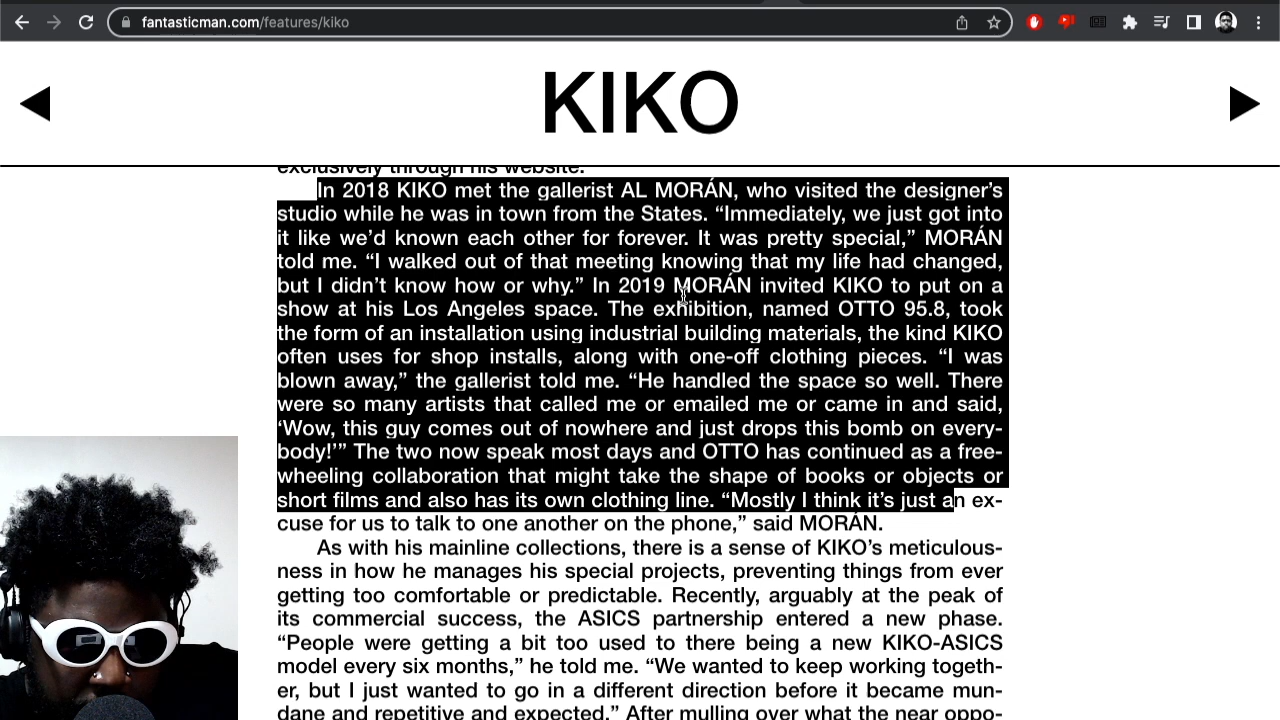 fantasticman.com/features/kiko
KIKO
exclusively through his website.
In 2018 KIKO met the gallerist AL MORÁN, who visited the designer’s
studio while he was in town from the States. “Immediately, we just got into
it like we’d known each other for forever. It was pretty special,” MORÁN
told me. “I walked out of that meeting knowing that my life had changed,
but I didn’t know how or why.” In 2019 MORÁN invited KIKO to put on a
show at his Los Angeles space. The exhibition, named OTTO 95.8, took
the form of an installation using industrial building materials, the kind KIKO
often uses for shop installs, along with one-off clothing pieces. “I was
blown away,” the gallerist told me. “He handled the space so well. There
were so many artists that called me or emailed me or came in and said,
‘Wow, this guy comes out of nowhere and just drops this bomb on every-
body!’” The two now speak most days and OTTO has continued as a free-
wheeling collaboration that might take the shape of books or objects or
short films and also has its own clothing line. “Mostly I think it’s just an ex-
cuse for us to talk to one another on the phone,” said MORÁN.
As with his mainline collections, there is a sense of KIKO’s meticulous-
ness in how he manages his special projects, preventing things from ever
getting too comfortable or predictable. Recently, arguably at the peak of
its commercial success, the ASICS partnership entered a new phase.
“People were getting a bit too used to there being a new KIKO-ASICS
model every six months,” he told me. “We wanted to keep working togeth-
er, but I just wanted to go in a different direction before it became mun-
dane and repetitive and expected.” After mulling over what the near oppo-